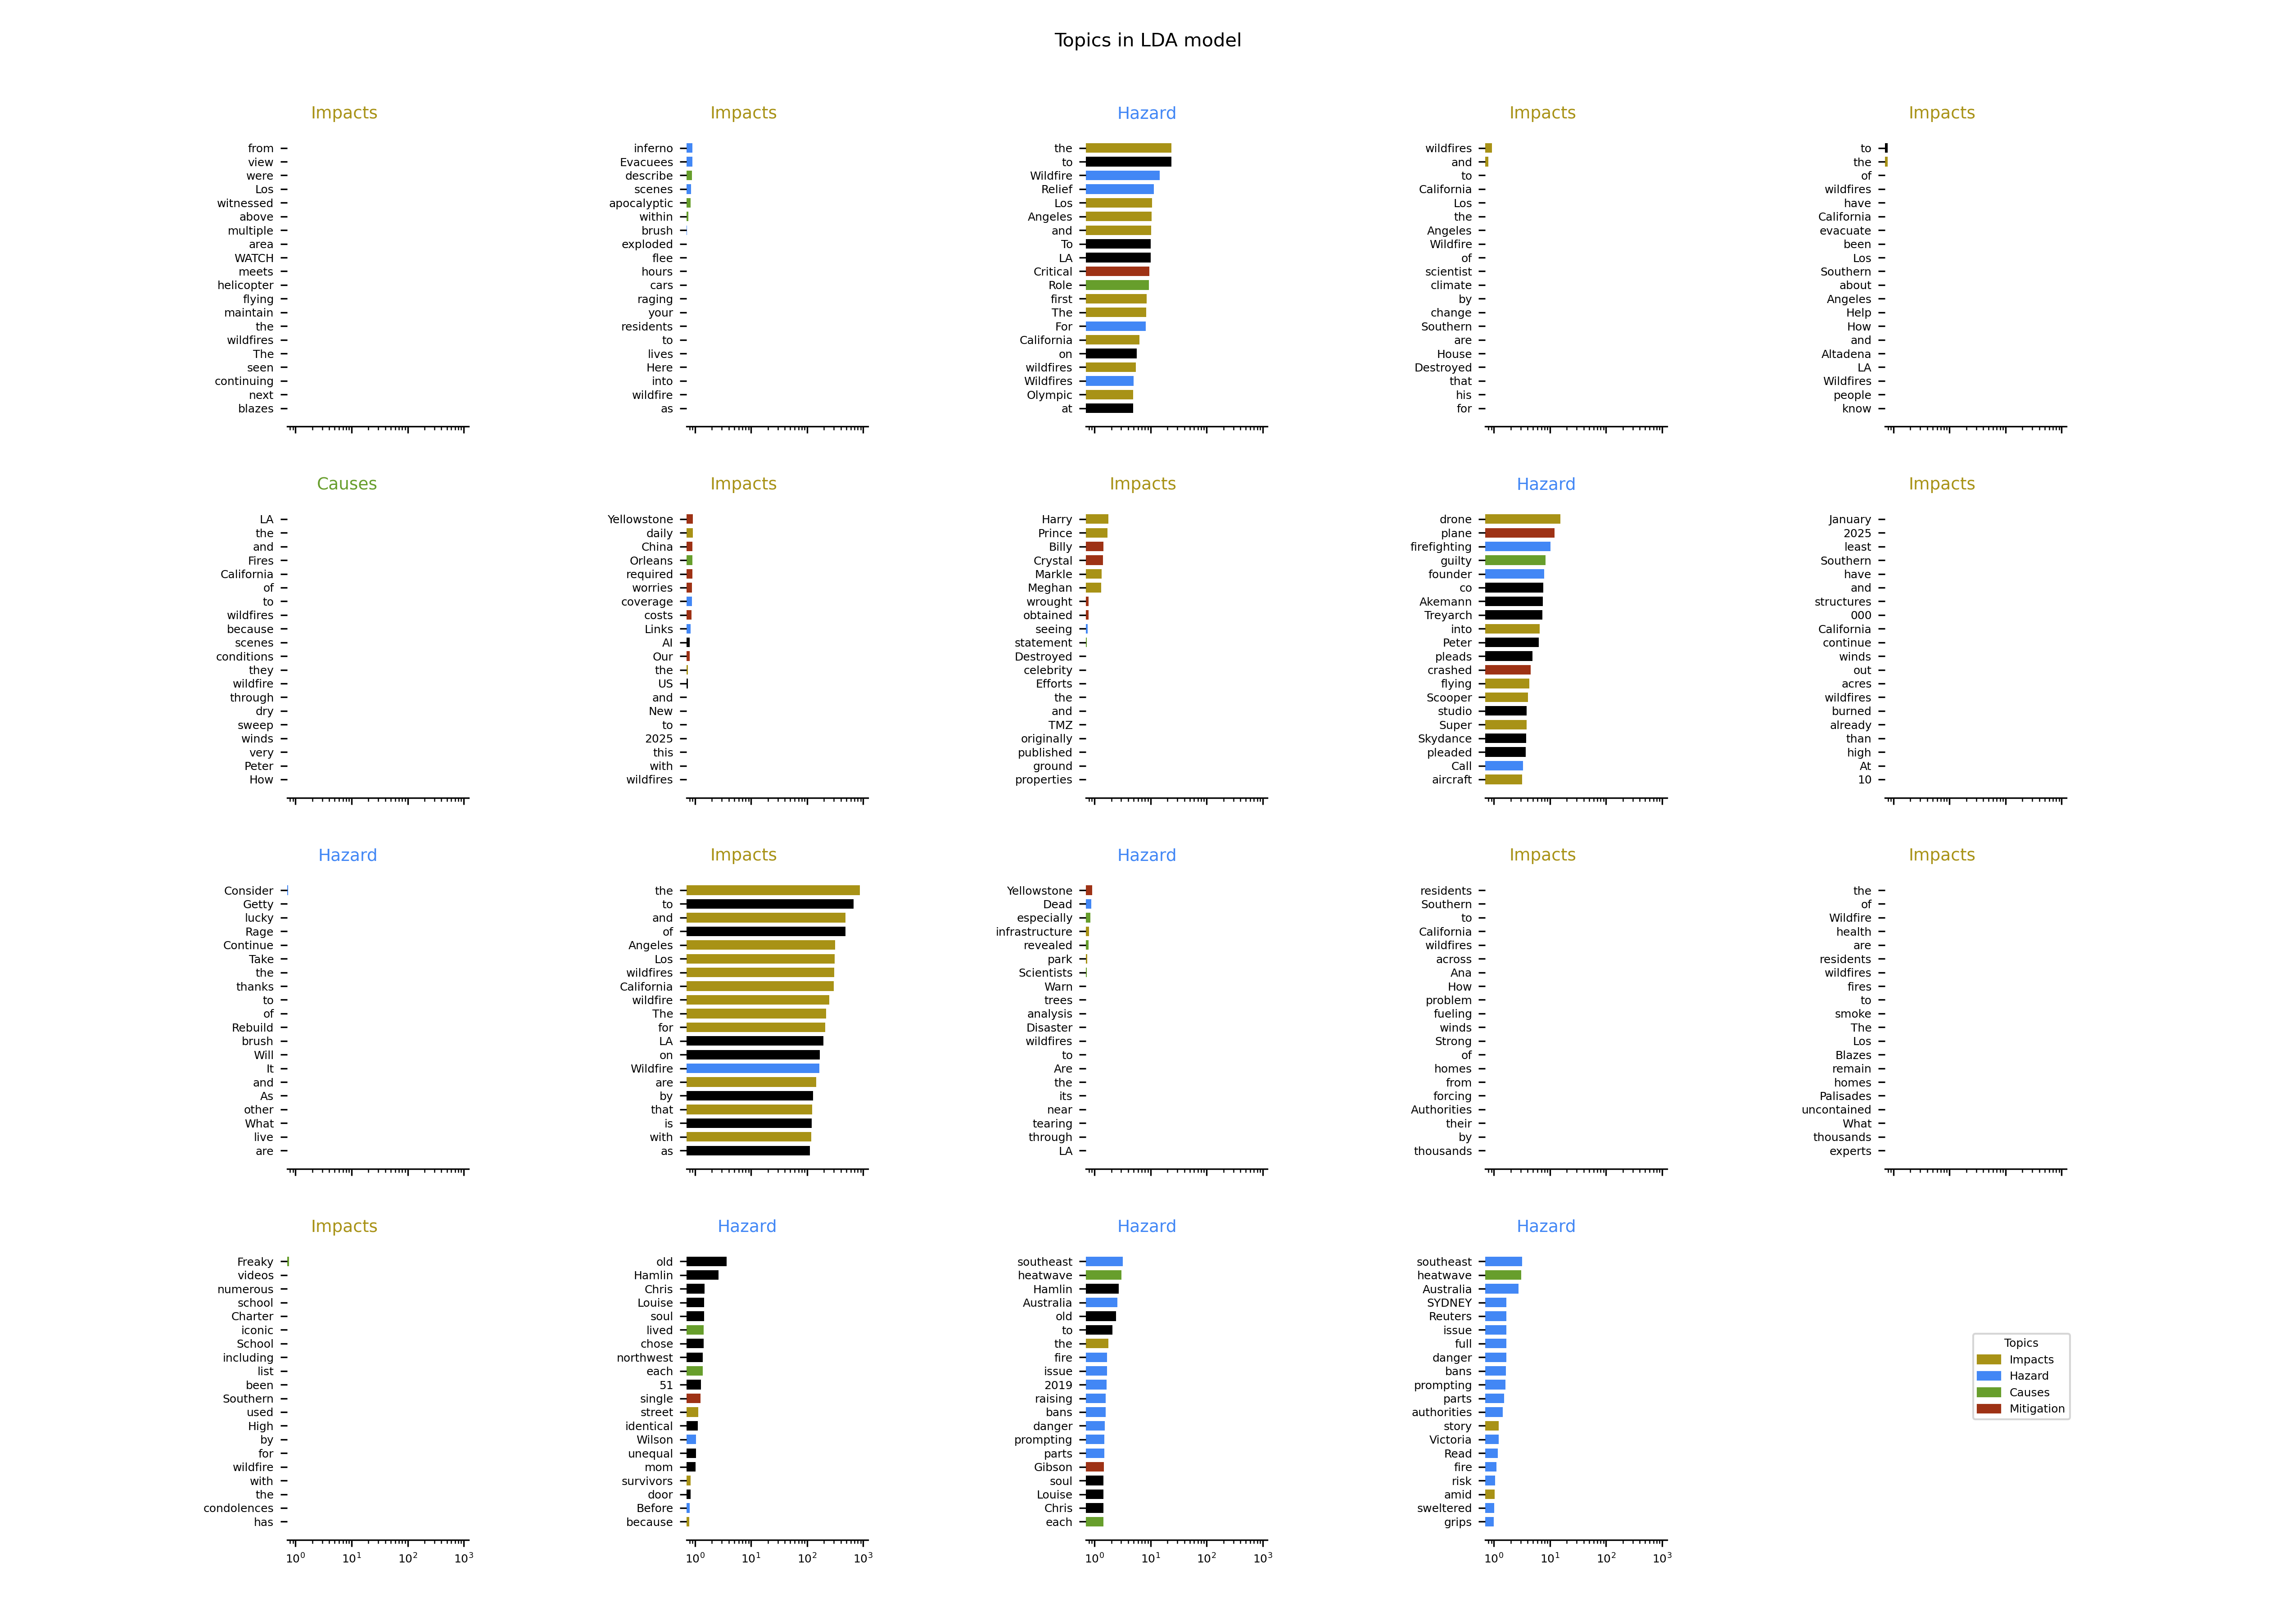 Topics in LDA model
Impacts
from
view
were
Los
witnessed
above
multiple
area
WATCH
meets
helicopter
flying
maintain
the
wildfires
The
seen
continuing
next
blazes
Impacts
inferno
Evacuees
describe
scenes
apocalyptic
within
brush
exploded
flee
hours
cars
raging
your
residents
to
lives
Here
into
wildfire
as
Hazard
the
to
Wildfire
Relief
Los
Angeles
and
To
LA
Critical
Role
first
The
For
California
on
wildfires
Wildfires
Olympic
at
Impacts
wildfires
and
to
California
Los
the
Angeles
Wildfire
of
scientist
climate
by
change
Southern
are
House
Destroyed
that
his
for
Impacts
to
the
of
wildfires
have
California
evacuate
been
Los
Southern
about
Angeles
Help
How
and
Altadena
LA
Wildfires
people
know
Causes
LA
the
and
Fires
California
of
to
wildfires
because
scenes
conditions
they
wildfire
through
dry
sweep
winds
very
Peter
How
Impacts
Yellowstone
daily
China
Orleans
required
worries
coverage
costs
Links
AI
Our
the
US
and
New
to
2025
this
with
wildfires
Impacts
Harry
Prince
Billy
Crystal
Markle
Meghan
wrought
obtained
seeing
statement
Destroyed
celebrity
Efforts
the
and
TMZ
originally
published
ground
properties
Hazard
drone
plane
firefighting
guilty
founder
co
Akemann
Treyarch
into
Peter
pleads
crashed
flying
Scooper
studio
Super
Skydance
pleaded
Call
aircraft
Impacts
January
2025
least
Southern
have
and
structures
000
California
continue
winds
out
acres
wildfires
burned
already
than
high
At
10
Hazard
Consider
Getty
lucky
Rage
Continue
Take
the
thanks
to
of
Rebuild
brush
Will
It
and
As
other
What
live
are
Impacts
the
to
and
of
Angeles
Los
wildfires
California
wildfire
The
for
LA
on
Wildfire
are
by
that
is
with
as
Hazard
Yellowstone
Dead
especially
infrastructure
revealed
park
Scientists
Warn
trees
analysis
Disaster
wildfires
to
Are
the
its
near
tearing
through
LA
Impacts
residents
Southern
to
California
wildfires
across
Ana
How
problem
fueling
winds
Strong
of
homes
from
forcing
Authorities
their
by
thousands
Impacts
the
of
Wildfire
health
are
residents
wildfires
fires
to
smoke
The
Los
Blazes
remain
homes
Palisades
uncontained
What
thousands
experts
Impacts
Freaky
videos
numerous
school
Charter
iconic
School
including
list
been
Southern
used
High
by
for
wildfire
with
the
condolences
has
10⁰ 10¹ 10² 10³
Hazard
old
Hamlin
Chris
Louise
soul
lived
chose
northwest
each
51
single
street
identical
Wilson
unequal
mom
survivors
door
Before
because
10⁰ 10¹ 10² 10³
Hazard
southeast
heatwave
Hamlin
Australia
old
to
the
fire
issue
2019
raising
bans
danger
prompting
parts
Gibson
soul
Louise
Chris
each
10⁰ 10¹ 10² 10³
Hazard
southeast
heatwave
Australia
SYDNEY
Reuters
issue
full
danger
bans
prompting
parts
authorities
story
Victoria
Read
fire
risk
amid
sweltered
grips
10⁰ 10¹ 10² 10³
Topics
Impacts
Hazard
Causes
Mitigation